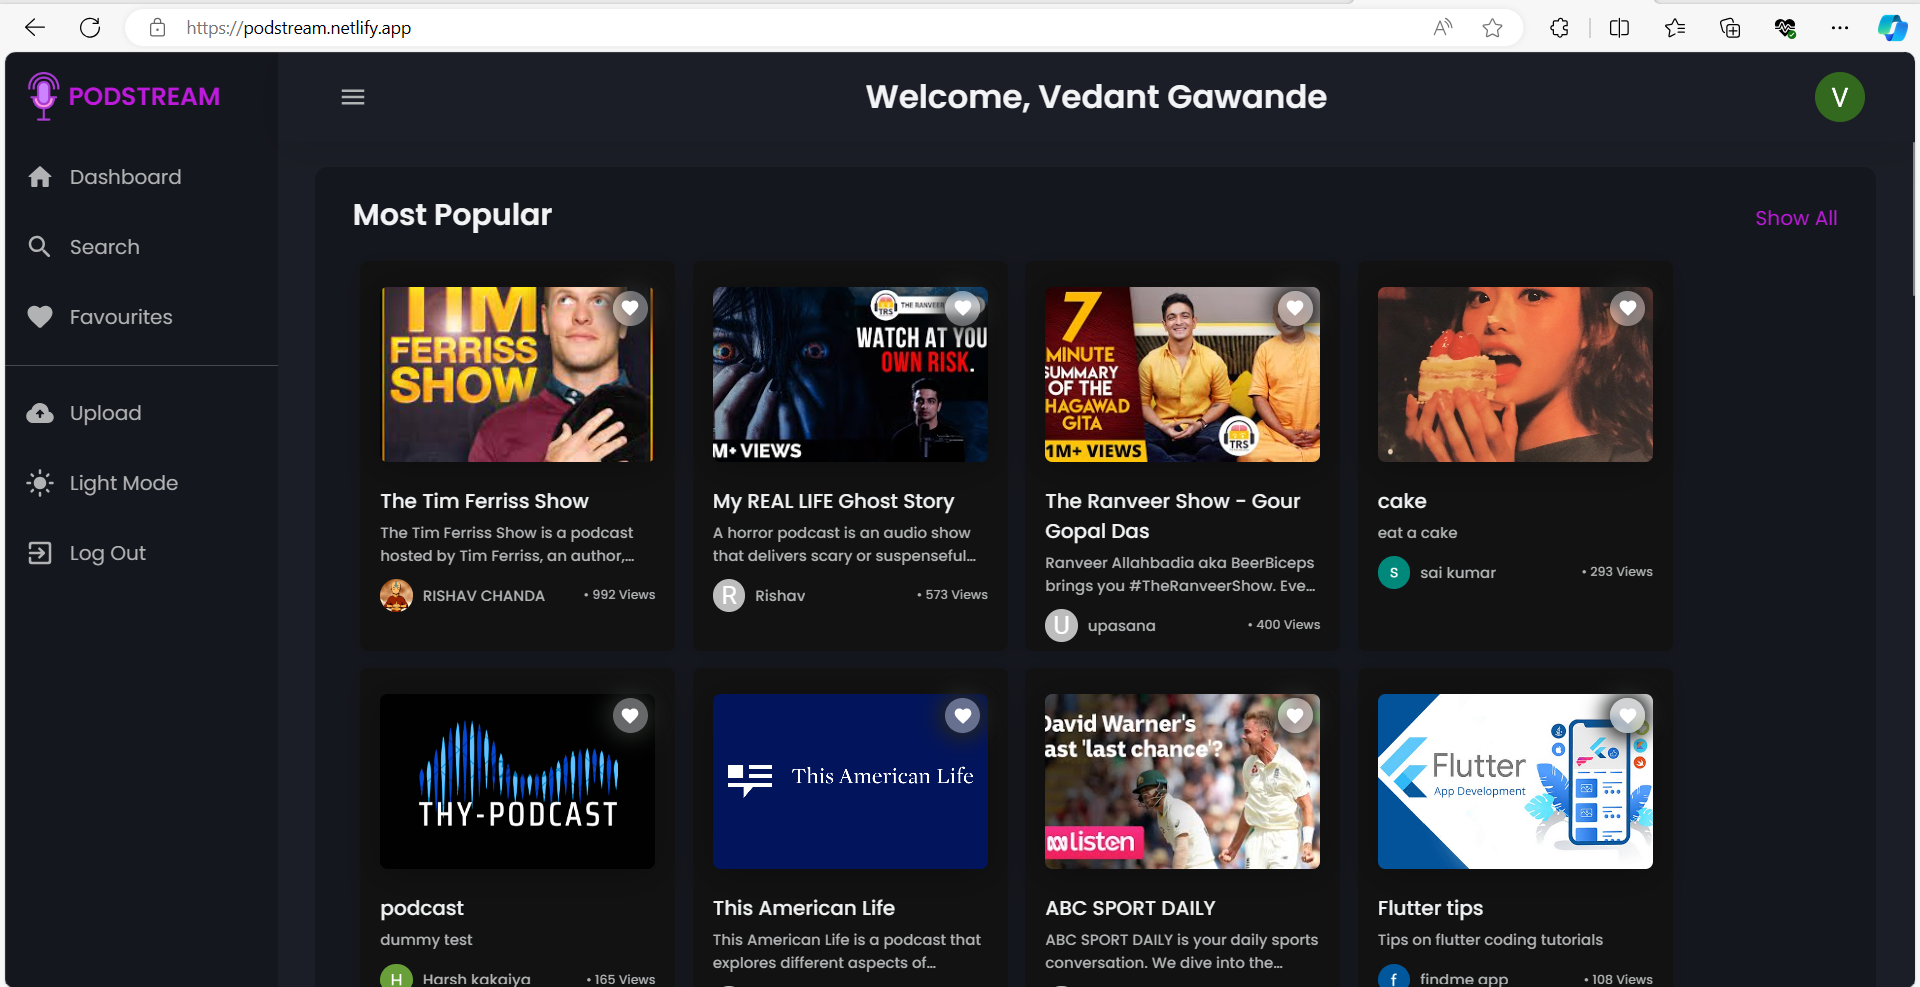 https://podstream.netlify.app
PODSTREAM
Welcome, Vedant Gawande
V
Dashboard
Search
Favourites
Upload
Light Mode
Log Out
Most Popular
Show All
TIM
FERRISS
SHOW
The Tim Ferriss Show
The Tim Ferriss Show is a podcast
hosted by Tim Ferriss, an author,...
RISHAV CHANDA
• 992 Views
THE RANVEER
TRS
WATCH AT YOU
OWN RISK.
M+ VIEWS
My REAL LIFE Ghost Story
A horror podcast is an audio show
that delivers scary or suspenseful...
R
Rishav
• 573 Views
7
MINUTE
SUMMARY
OF THE
HAGAWAD
GITA
1M+ VIEWS
TRS
The Ranveer Show - Gour
Gopal Das
Ranveer Allahbadia aka BeerBiceps
brings you #TheRanveerShow. Eve...
U
upasana
• 400 Views
cake
eat a cake
s
sai kumar
• 293 Views
THY-PODCAST
podcast
dummy test
H
Harsh kakaiya
• 165 Views
This American Life
This American Life
This American Life is a podcast that
explores different aspects of...
David Warner's
ast 'last chance'?
listen
ABC SPORT DAILY
ABC SPORT DAILY is your daily sports
conversation. We dive into the...
Flutter
App Development
Flutter tips
Tips on flutter coding tutorials
f
findme app
• 108 Views